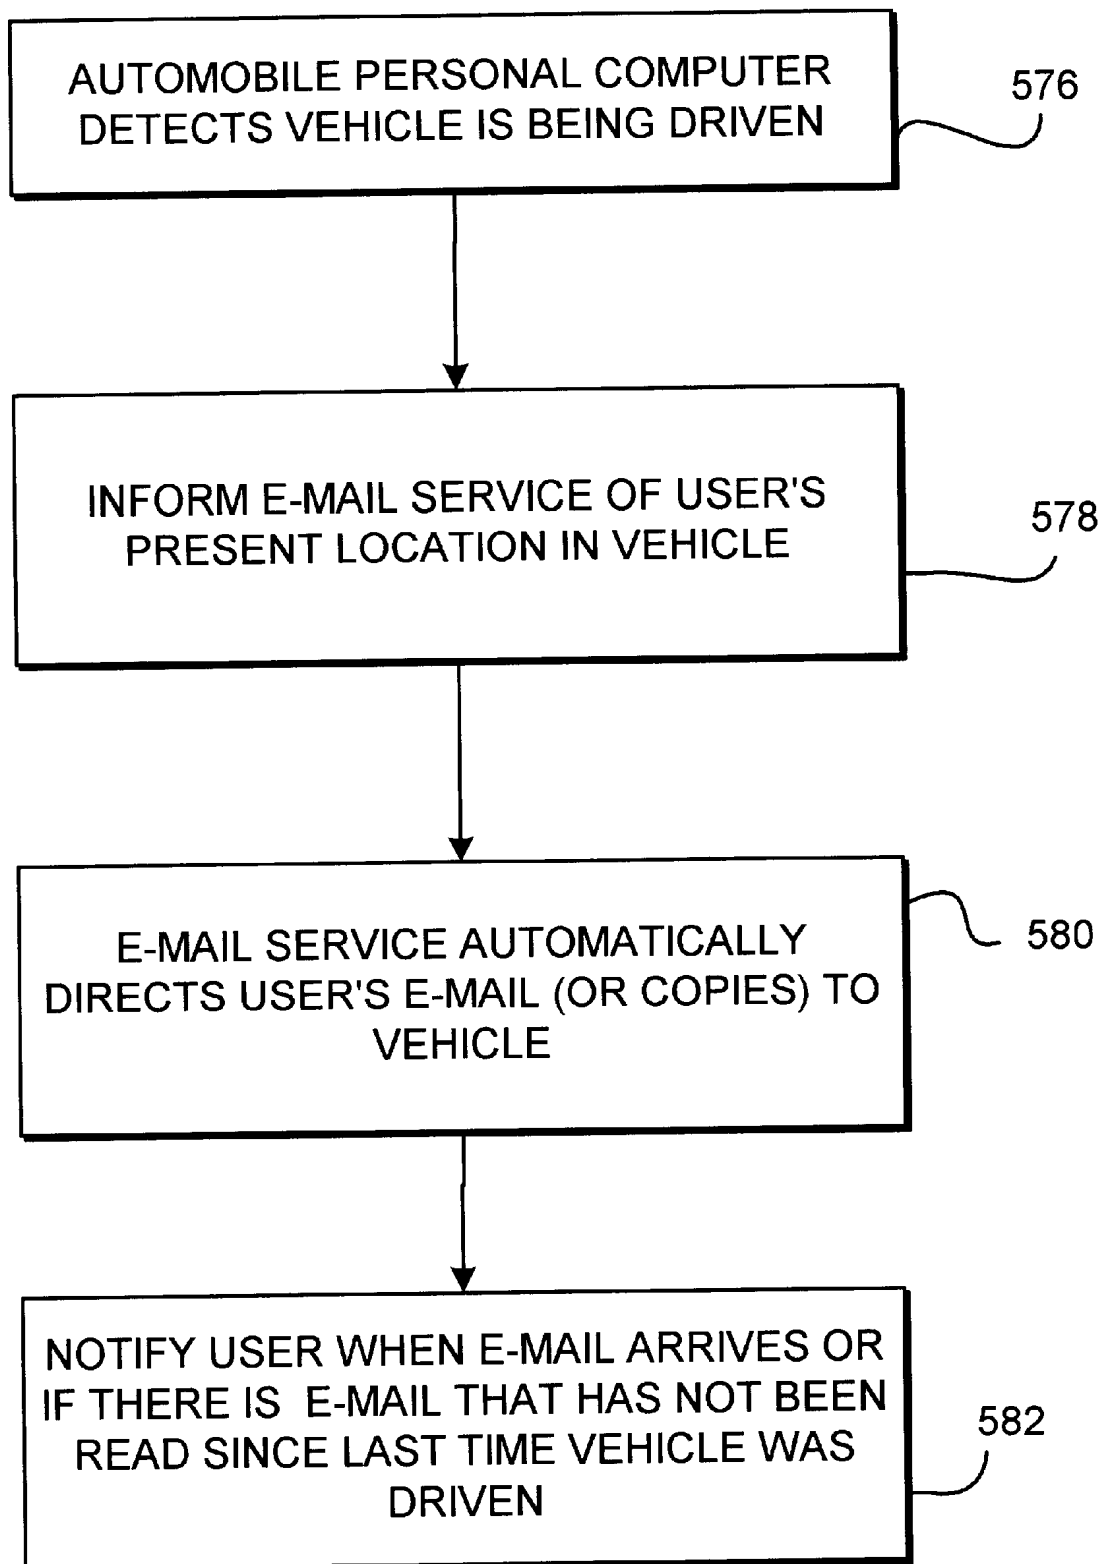 AUTOMOBILE PERSONAL COMPUTER
DETECTS VEHICLE IS BEING DRIVEN
576
INFORM E-MAIL SERVICE OF USER'S
PRESENT LOCATION IN VEHICLE
578
E-MAIL SERVICE AUTOMATICALLY
DIRECTS USER'S E-MAIL (OR COPIES) TO
VEHICLE
580
NOTIFY USER WHEN E-MAIL ARRIVES OR
IF THERE IS E-MAIL THAT HAS NOT BEEN
READ SINCE LAST TIME VEHICLE WAS
DRIVEN
582